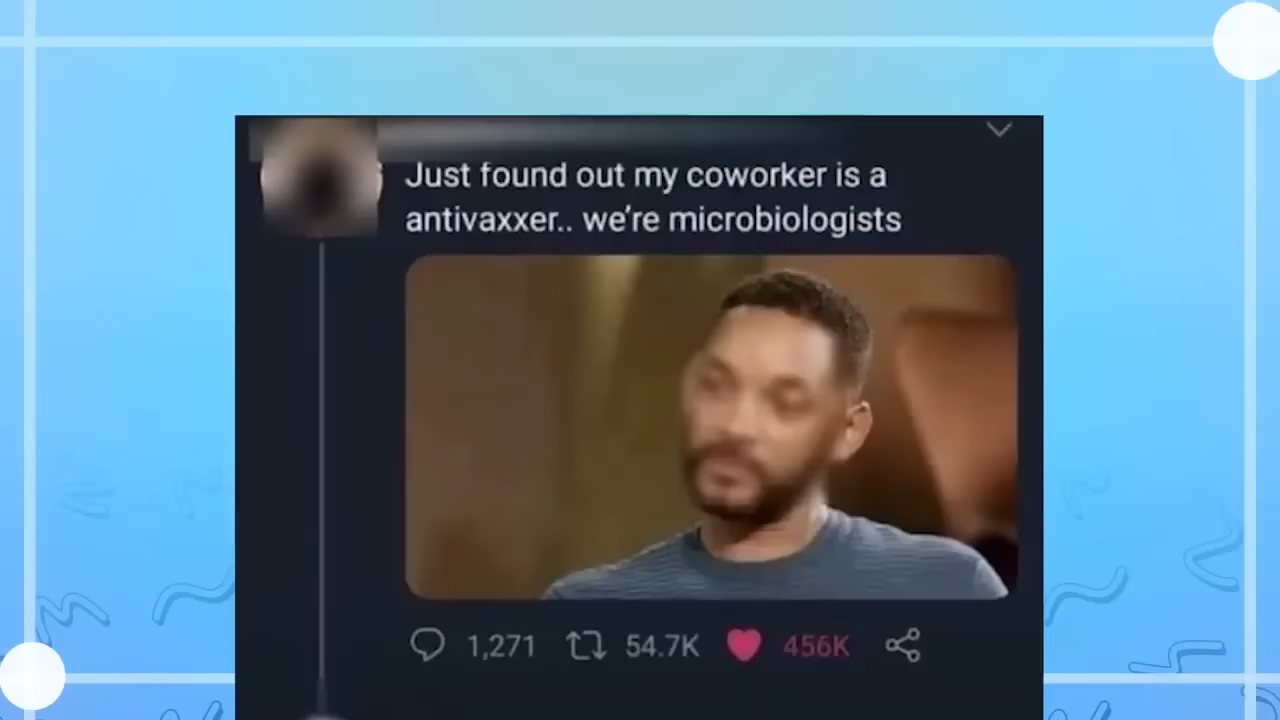 Just found out my coworker is a
antivaxxer.. we’re microbiologists
1,271 54.7K 456K